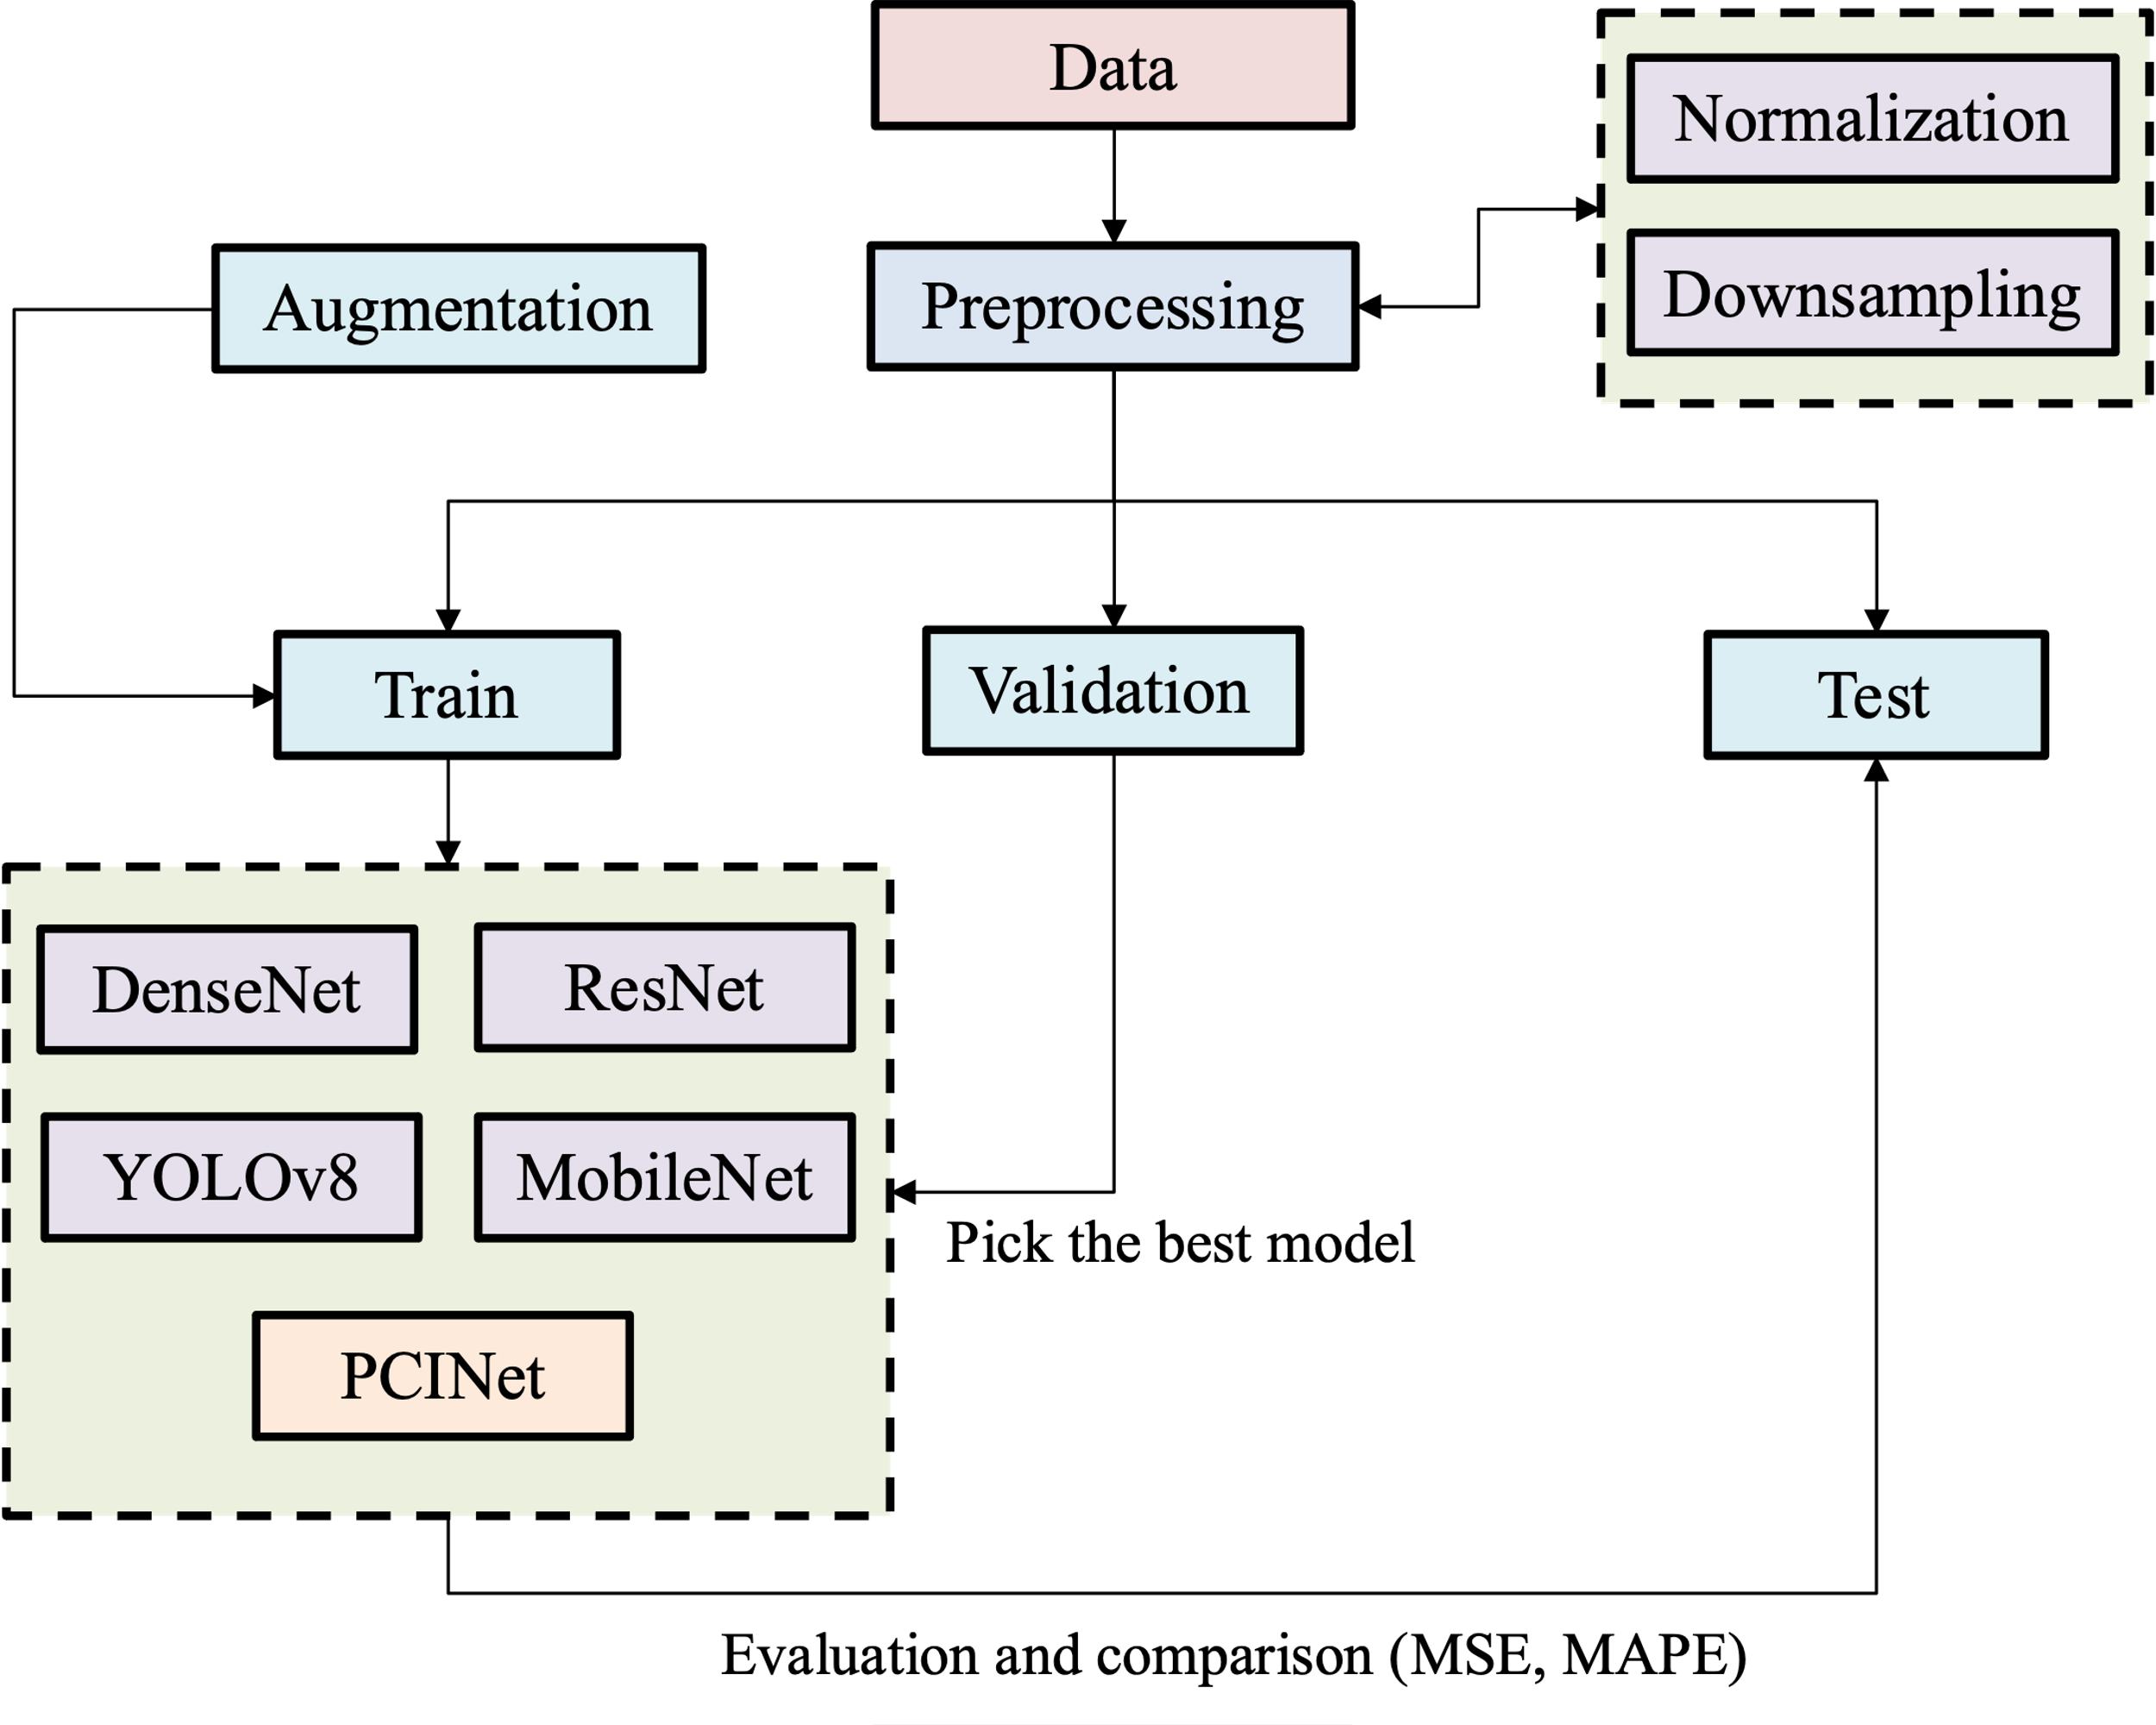 Data
Normalization
Downsampling
Augmentation
Preprocessing
Train
Validation
Test
DenseNet
ResNet
YOLOv8
MobileNet
PCINet
Pick the best model
Evaluation and comparison (MSE, MAPE)